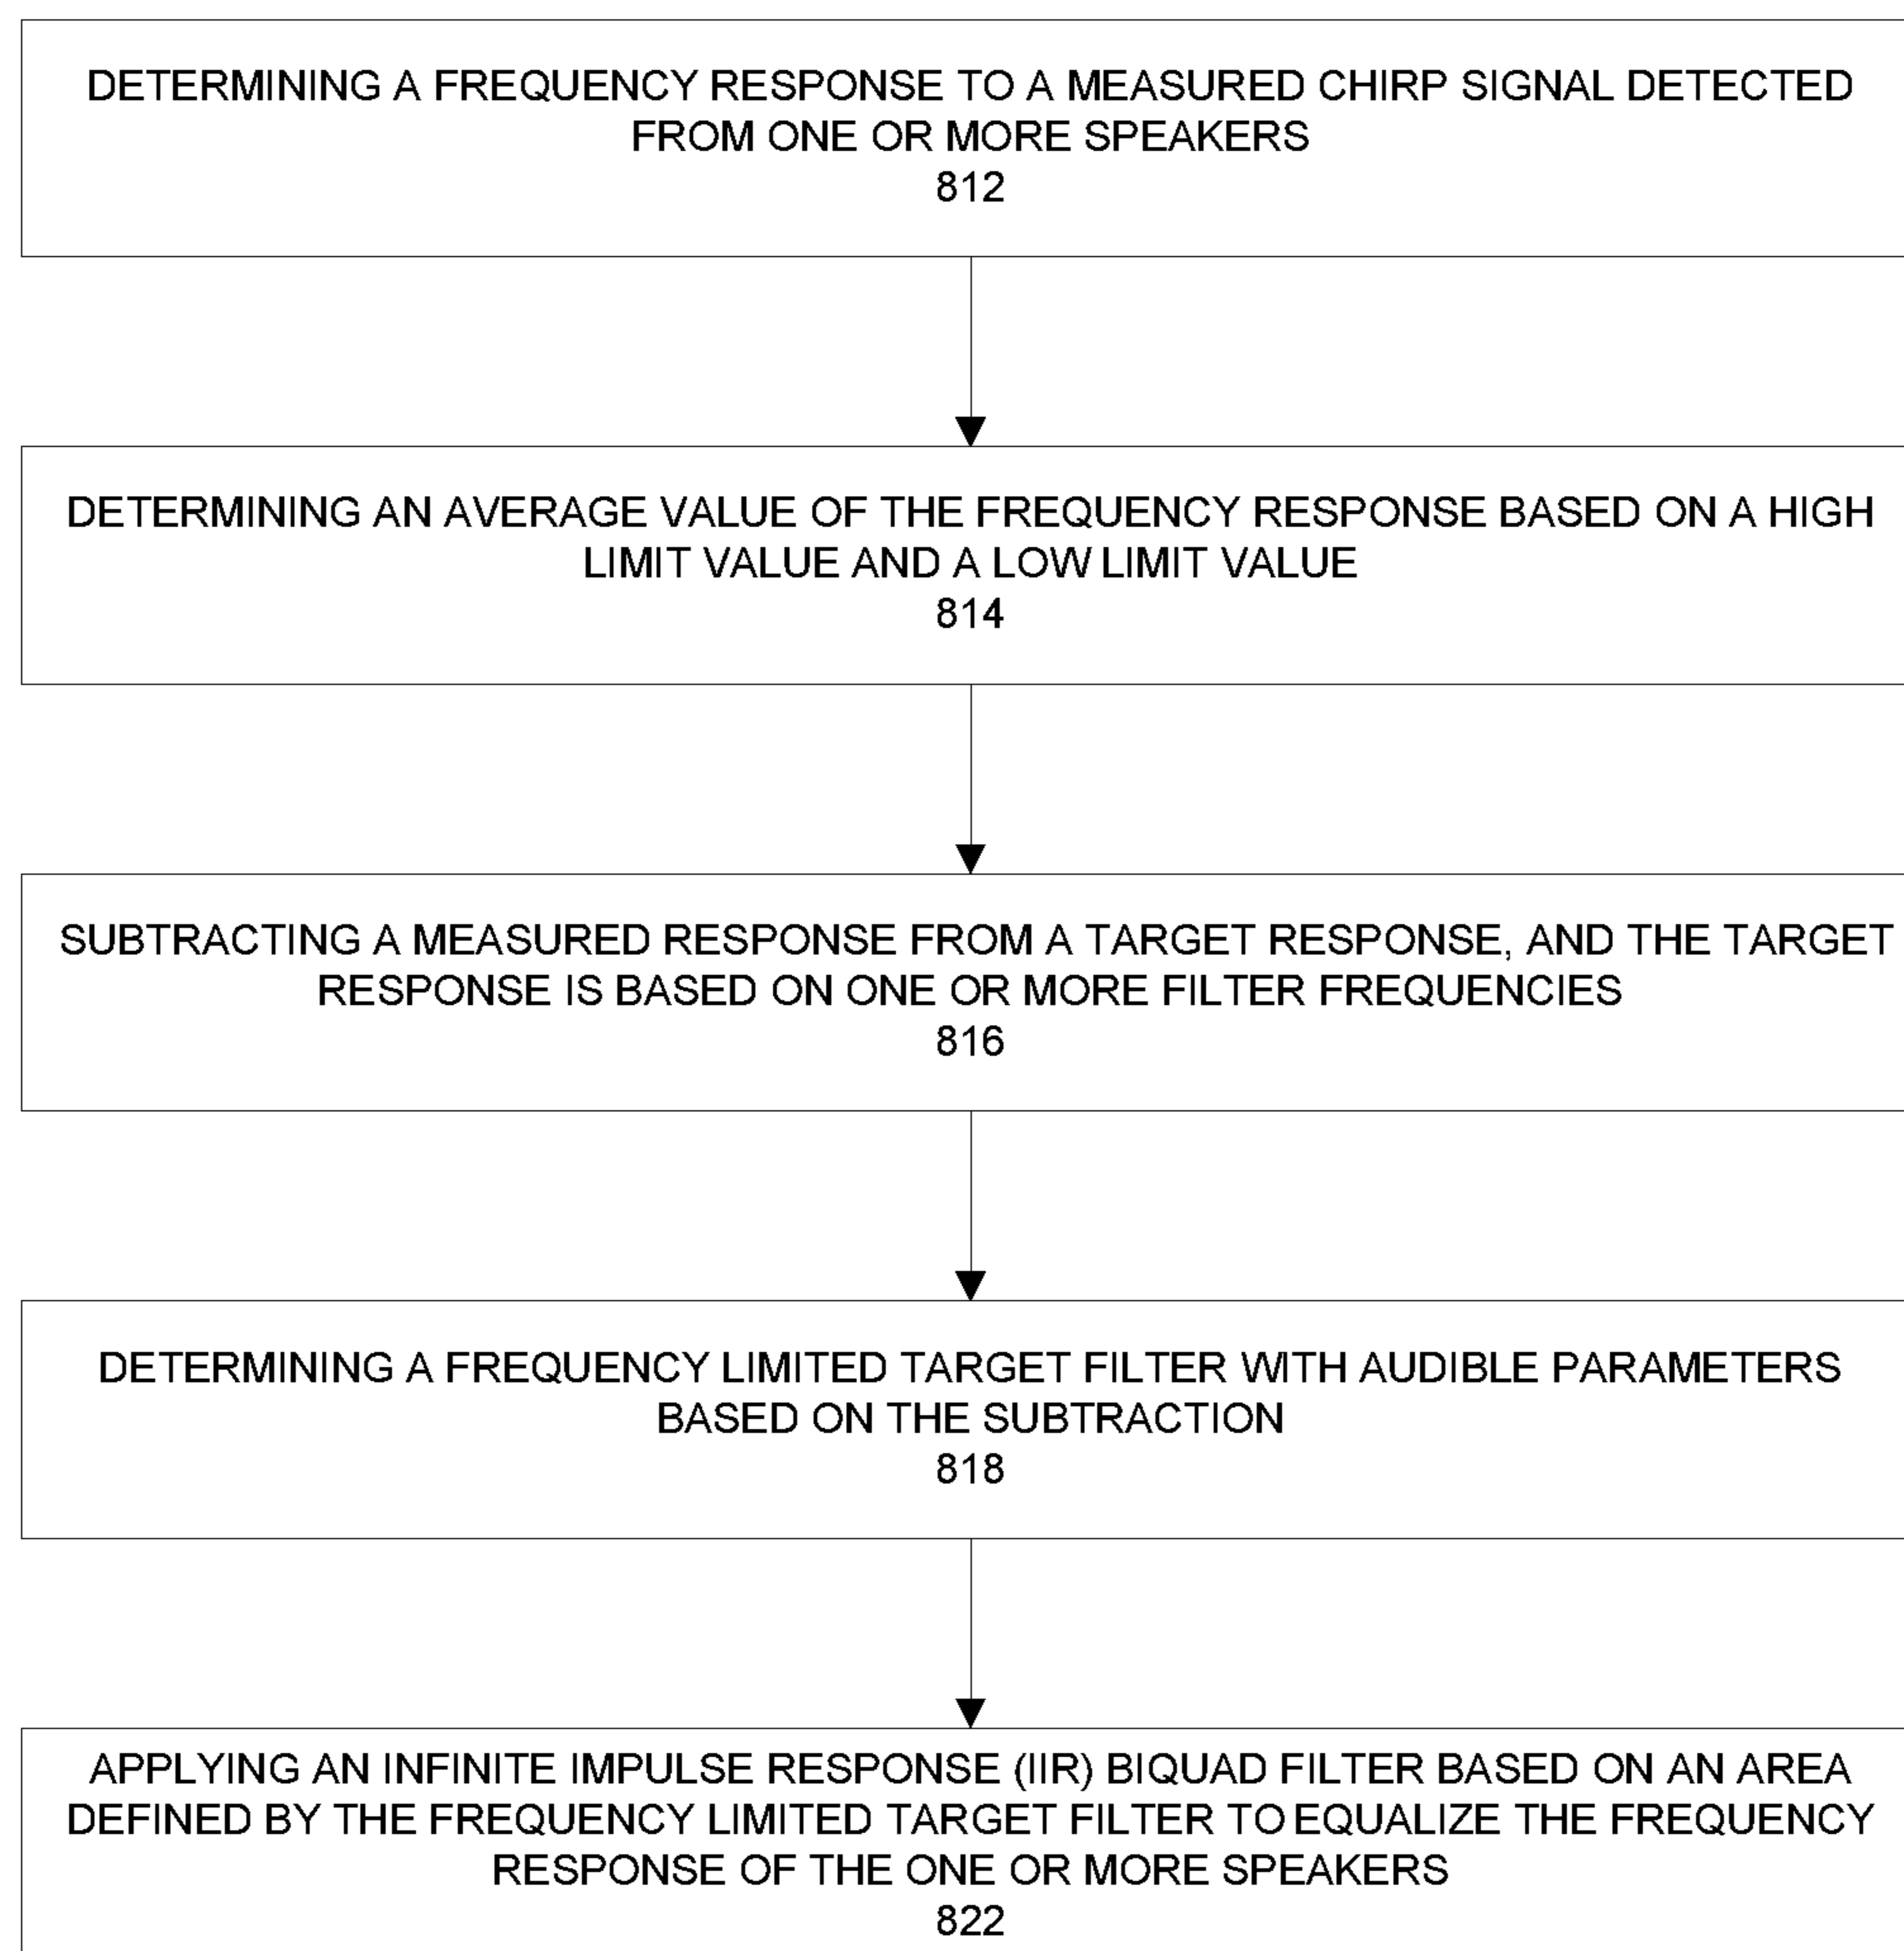 DETERMINING A FREQUENCY RESPONSE TO A MEASURED CHIRP SIGNAL DETECTED
FROM ONE OR MORE SPEAKERS
812
DETERMINING AN AVERAGE VALUE OF THE FREQUENCY RESPONSE BASED ON A HIGH
LIMIT VALUE AND A LOW LIMIT VALUE
814
SUBTRACTING A MEASURED RESPONSE FROM A TARGET RESPONSE, AND THE TARGET
RESPONSE IS BASED ON ONE OR MORE FILTER FREQUENCIES
816
DETERMINING A FREQUENCY LIMITED TARGET FILTER WITH AUDIBLE PARAMETERS
BASED ON THE SUBTRACTION
818
APPLYING AN INFINITE IMPULSE RESPONSE (IIR) BIQUAD FILTER BASED ON AN AREA
DEFINED BY THE FREQUENCY LIMITED TARGET FILTER TO EQUALIZE THE FREQUENCY
RESPONSE OF THE ONE OR MORE SPEAKERS
822